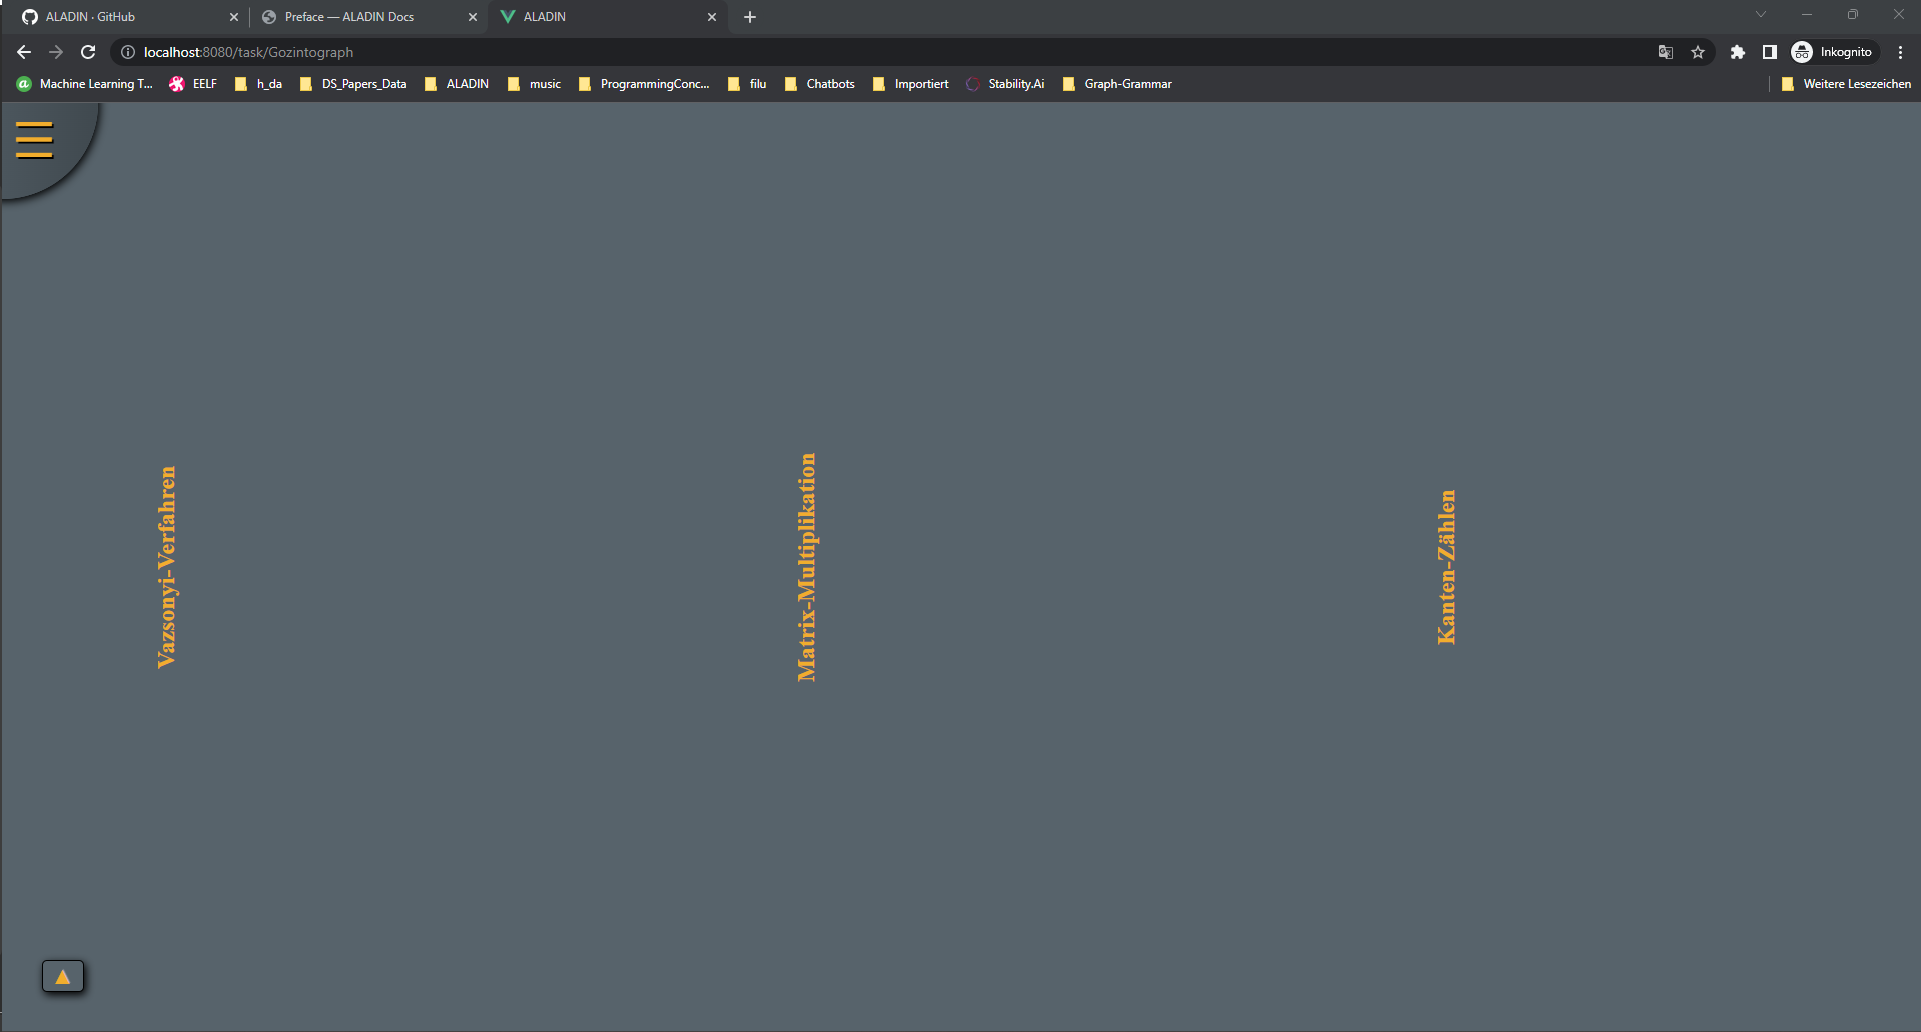 ALADIN · GitHub
Preface — ALADIN Docs
ALADIN
localhost:8080/task/Gozintograph
Inkognito
Machine Learning T...
EELF
h_da
DS_Papers_Data
ALADIN
music
ProgrammingConc...
filu
Chatbots
Importiert
Stability.Ai
Graph-Grammar
Weitere Lesezeichen
Vazsonyi-Verfahren
Matrix-Multiplikation
Kanten-Zählen